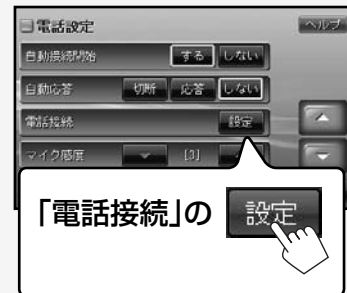 電話設定
ヘルプ
自動接続開始 する しない
自動応答 切断 応答 しない
電話接続 設定
マイク感度 [3]
「電話接続」の 設定